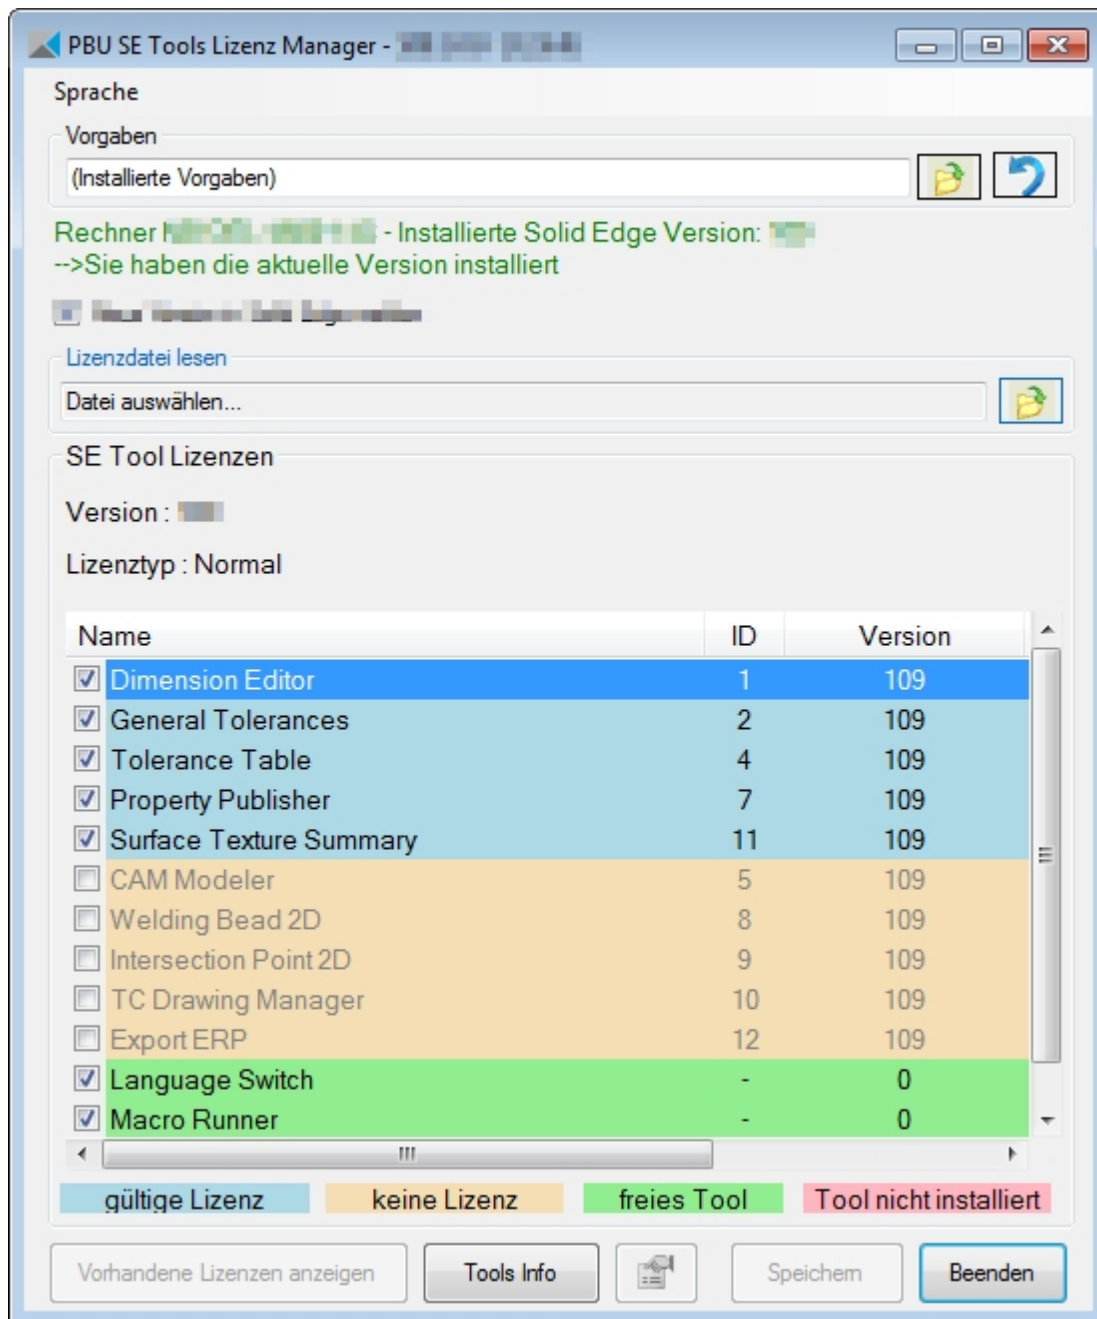 PBU SE Tools Lizenz Manager -
Sprache
Vorgaben
(Installierte Vorgaben)
Rechner - Installierte Solid Edge Version:
-->Sie haben die aktuelle Version installiert
Lizenzdatei lesen
Datei auswählen...
SE Tool Lizenzen
Version :
Lizenztyp : Normal
Name ID Version
Dimension Editor 1 109
General Tolerances 2 109
Tolerance Table 4 109
Property Publisher 7 109
Surface Texture Summary 11 109
CAM Modeler 5 109
Welding Bead 2D 8 109
Intersection Point 2D 9 109
TC Drawing Manager 10 109
Export ERP 12 109
Language Switch - 0
Macro Runner - 0
gültige Lizenz keine Lizenz freies Tool Tool nicht installiert
Vorhandene Lizenzen anzeigen Tools Info Speichern Beenden